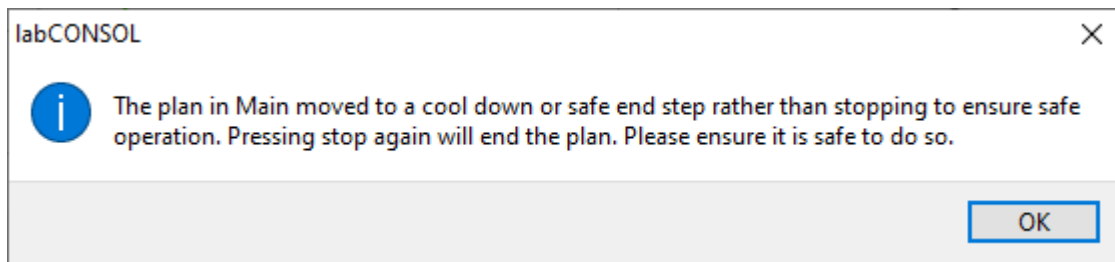 labCONSOL
The plan in Main moved to a cool down or safe end step rather than stopping to ensure safe
operation. Pressing stop again will end the plan. Please ensure it is safe to do so.
OK